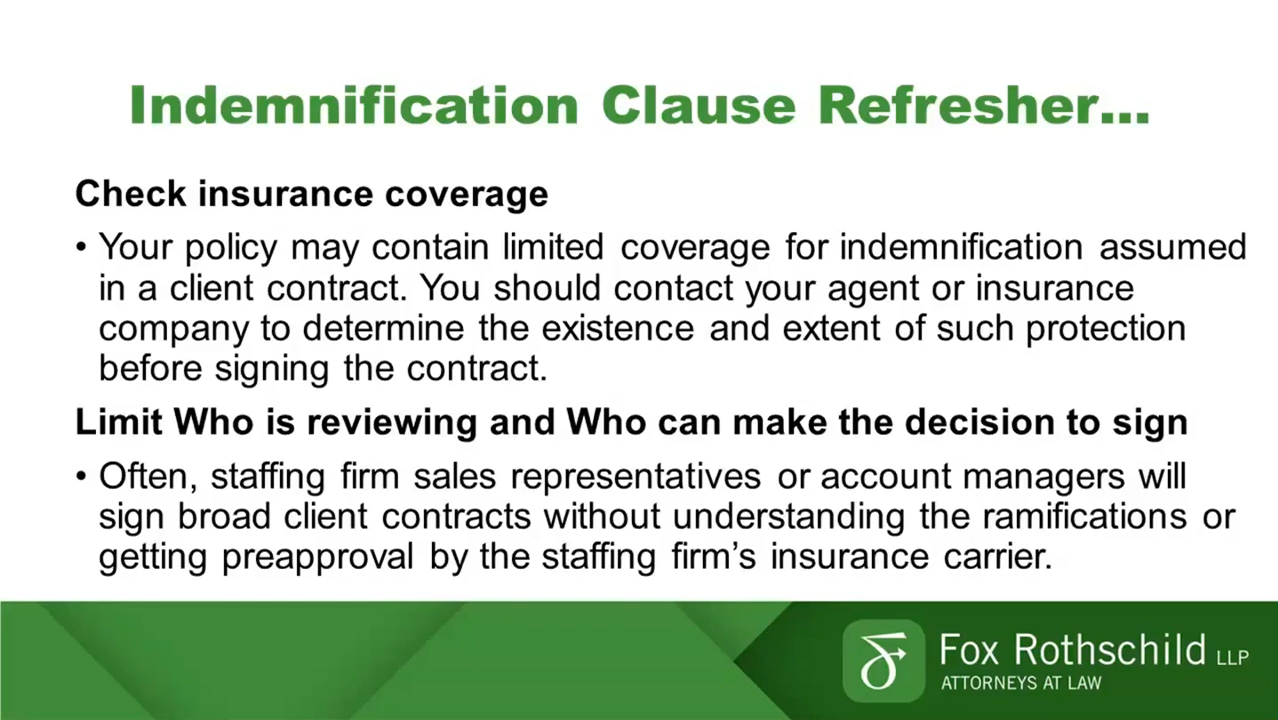 Indemnification Clause Refresher...
Check insurance coverage
• Your policy may contain limited coverage for indemnification assumed
in a client contract. You should contact your agent or insurance
company to determine the existence and extent of such protection
before signing the contract.
Limit Who is reviewing and Who can make the decision to sign
• Often, staffing firm sales representatives or account managers will
sign broad client contracts without understanding the ramifications or
getting preapproval by the staffing firm’s insurance carrier.
Fox Rothschild LLP
ATTORNEYS AT LAW